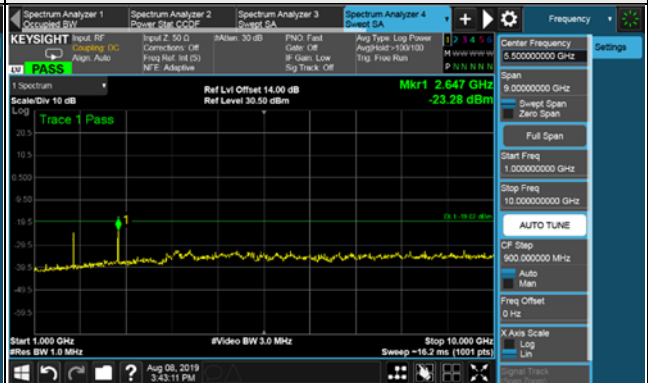 Spectrum Analyzer 1
Occupied BW
Spectrum Analyzer 2
Power Stat CCDF
Spectrum Analyzer 3
Swept SA
Spectrum Analyzer 4
Swept SA
Frequency
KEYSIGHT
Input: RF
Coupling: DC
Align: Auto
Input Z: 50 Ω
Corrections: Off
Freq Ref: Int (S)
NFE: Adaptive
#Atten: 30 dB
PNO: Fast
Gate: Off
IF Gain: Low
Sig Track: Off
Avg Type: Log Power
Avg|Hold:>100/100
Trig: Free Run
1 2 3 4 5 6
M W W W W W
P N N N N N
PASS
1 Spectrum
Scale/Div 10 dB
Ref Lvl Offset 14.00 dB
Ref Level 30.50 dBm
Mkr1 2.647 GHz
-23.28 dBm
Log
Trace 1 Pass
20.5
10.5
0.500
-9.50
-19.5
-29.5
-39.5
-49.5
-59.5
1
Start 1.000 GHz
#Res BW 1.0 MHz
#Video BW 3.0 MHz
Stop 10.000 GHz
Sweep ~16.2 ms (1001 pts)
Aug 08, 2019
3:43:11 PM
Center Frequency
5.500000000 GHz
Settings
Span
9.00000000 GHz
Swept Span
Zero Span
Full Span
Start Freq
1.000000000 GHz
Stop Freq
10.000000000 GHz
AUTO TUNE
CF Step
900.000000 MHz
Auto
Man
Freq Offset
0 Hz
X Axis Scale
Log
Lin
Signal Track